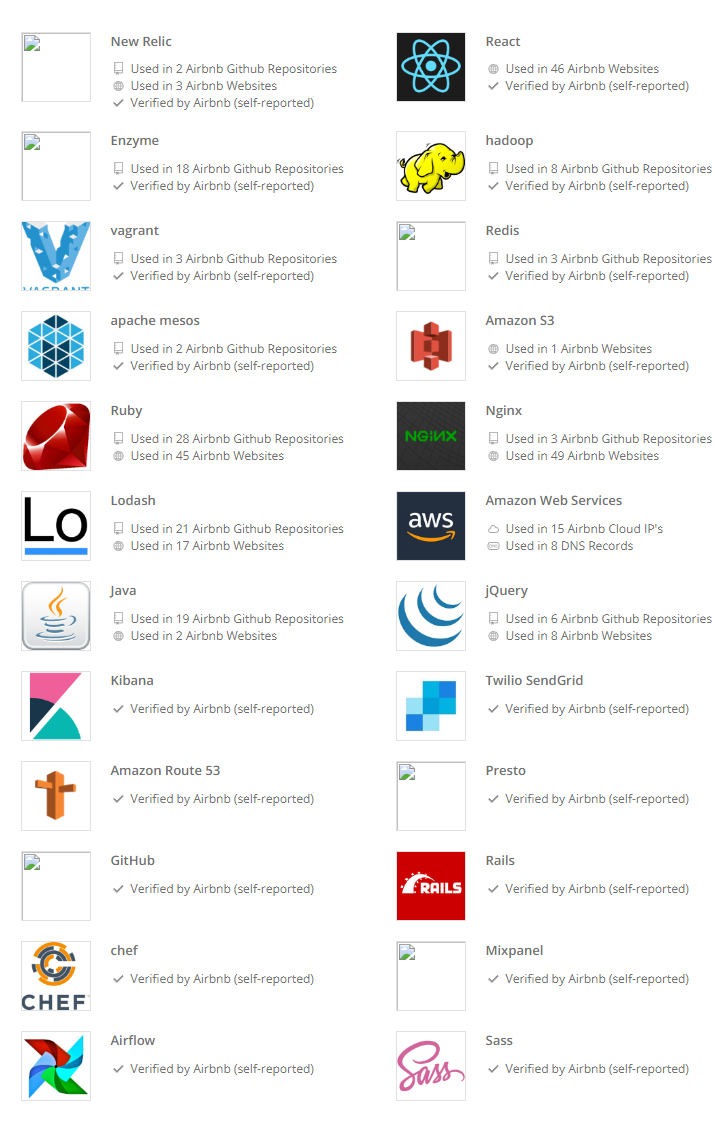 New Relic
Used in 2 Airbnb Github Repositories
Used in 3 Airbnb Websites
Verified by Airbnb (self-reported)
React
Used in 46 Airbnb Websites
Verified by Airbnb (self-reported)
Enzyme
Used in 18 Airbnb Github Repositories
Verified by Airbnb (self-reported)
hadoop
Used in 8 Airbnb Github Repositories
Verified by Airbnb (self-reported)
VAGRANT
vagrant
Used in 3 Airbnb Github Repositories
Verified by Airbnb (self-reported)
Redis
Used in 3 Airbnb Github Repositories
Verified by Airbnb (self-reported)
apache mesos
Used in 2 Airbnb Github Repositories
Verified by Airbnb (self-reported)
Amazon S3
Used in 1 Airbnb Websites
Verified by Airbnb (self-reported)
Ruby
Used in 28 Airbnb Github Repositories
Used in 45 Airbnb Websites
NGINX
Nginx
Used in 3 Airbnb Github Repositories
Used in 49 Airbnb Websites
Lo
Lodash
Used in 21 Airbnb Github Repositories
Used in 17 Airbnb Websites
aws
Amazon Web Services
Used in 15 Airbnb Cloud IP's
Used in 8 DNS Records
Java
Used in 19 Airbnb Github Repositories
Used in 2 Airbnb Websites
jQuery
Used in 6 Airbnb Github Repositories
Used in 8 Airbnb Websites
Kibana
Verified by Airbnb (self-reported)
Twilio SendGrid
Verified by Airbnb (self-reported)
Amazon Route 53
Verified by Airbnb (self-reported)
Presto
Verified by Airbnb (self-reported)
GitHub
Verified by Airbnb (self-reported)
RAILS
Rails
Verified by Airbnb (self-reported)
CHEF
chef
Verified by Airbnb (self-reported)
Mixpanel
Verified by Airbnb (self-reported)
Airflow
Verified by Airbnb (self-reported)
Sass
Sass
Verified by Airbnb (self-reported)